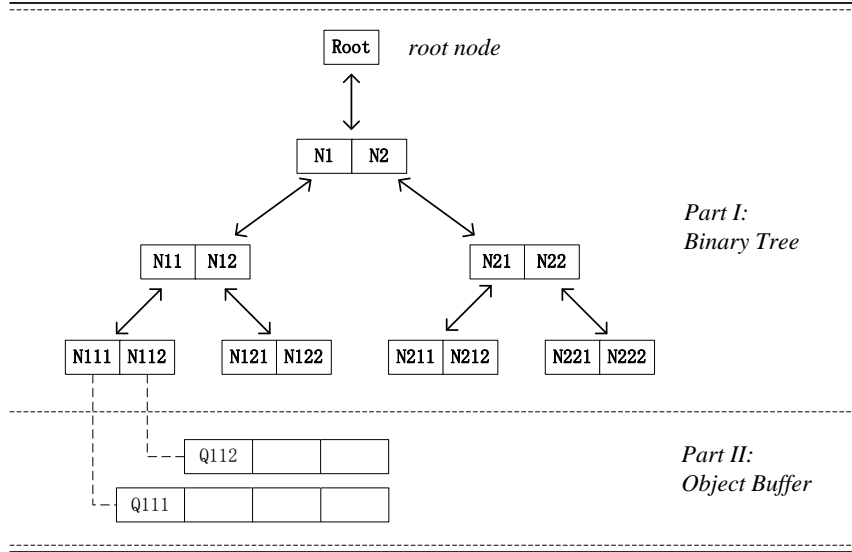 Root root node
N1 N2
Part I:
Binary Tree
N11 N12 N21 N22
N111 N112 N121 N122 N211 N212 N221 N222
Q112
Part II:
Object Buffer
Q111